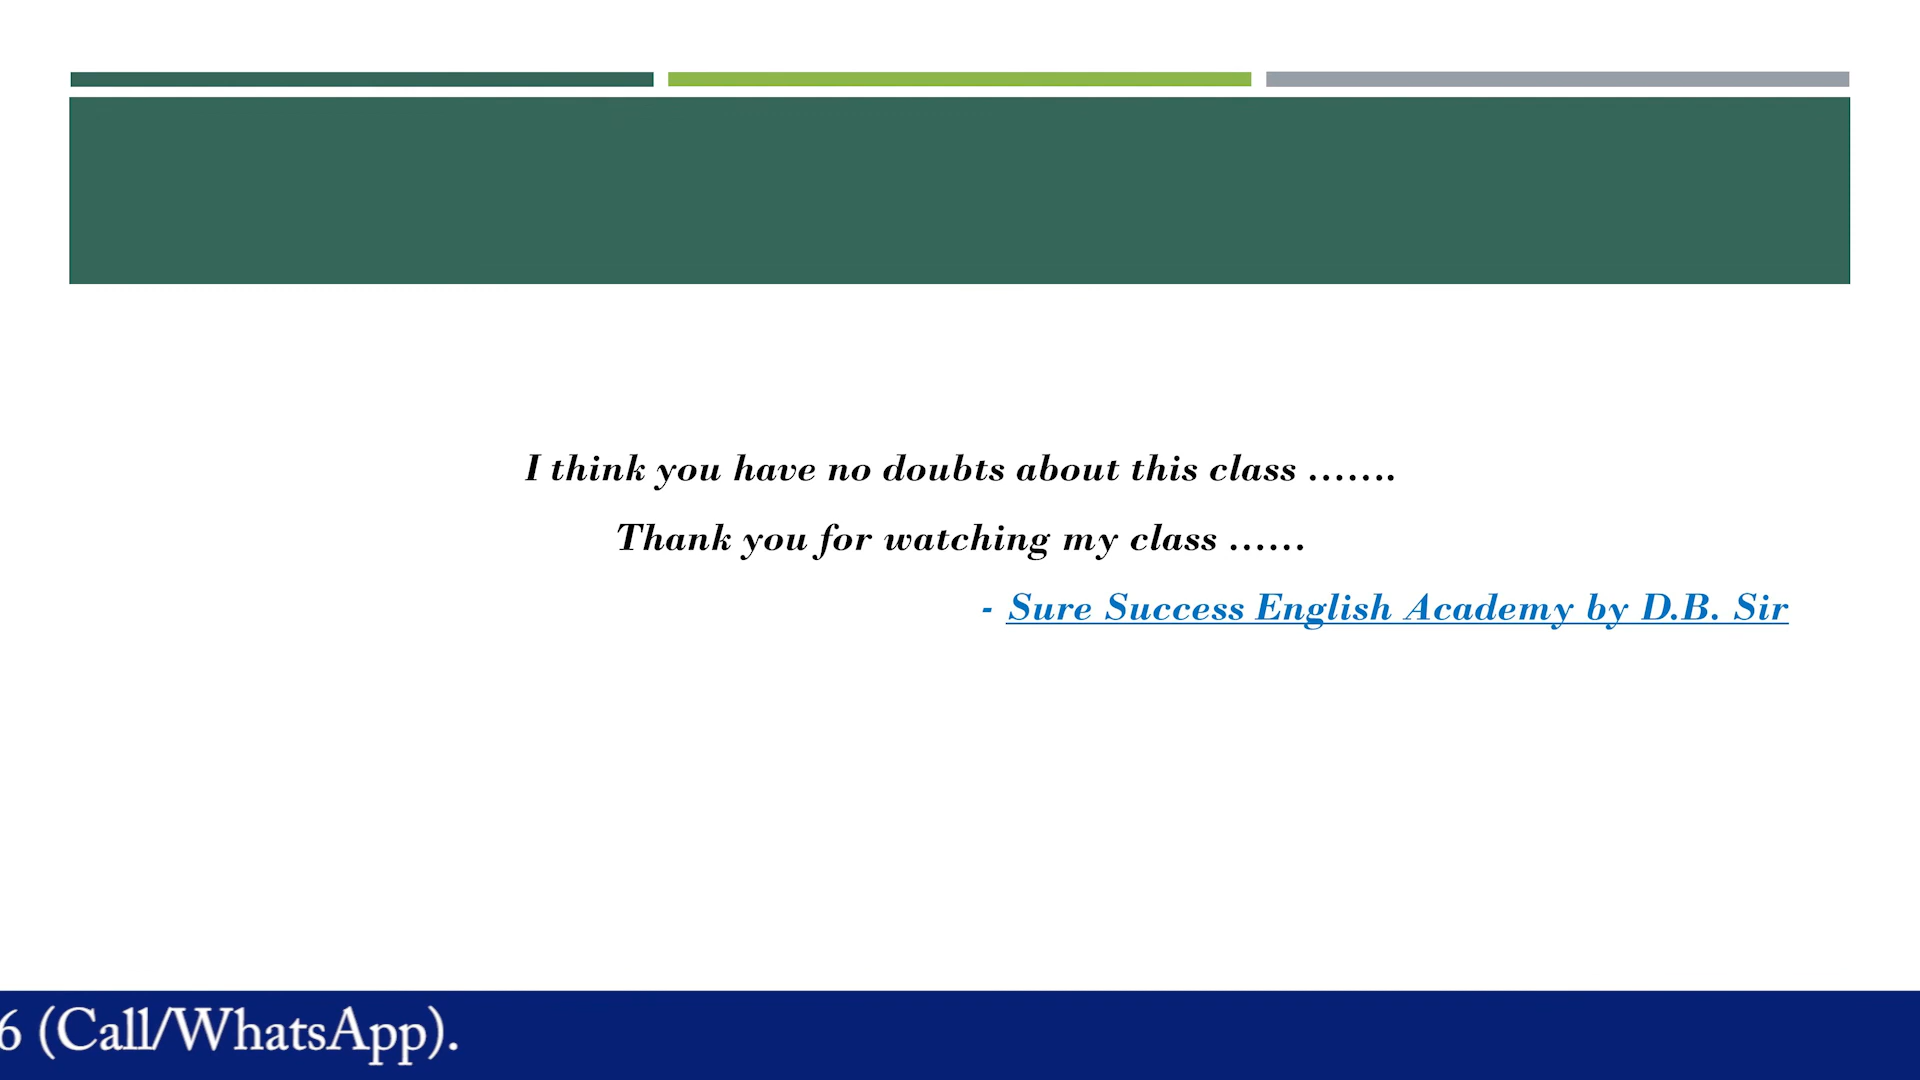 I think you have no doubts about this class …….
Thank you for watching my class ……
- Sure Success English Academy by D.B. Sir
6 (Call/WhatsApp).